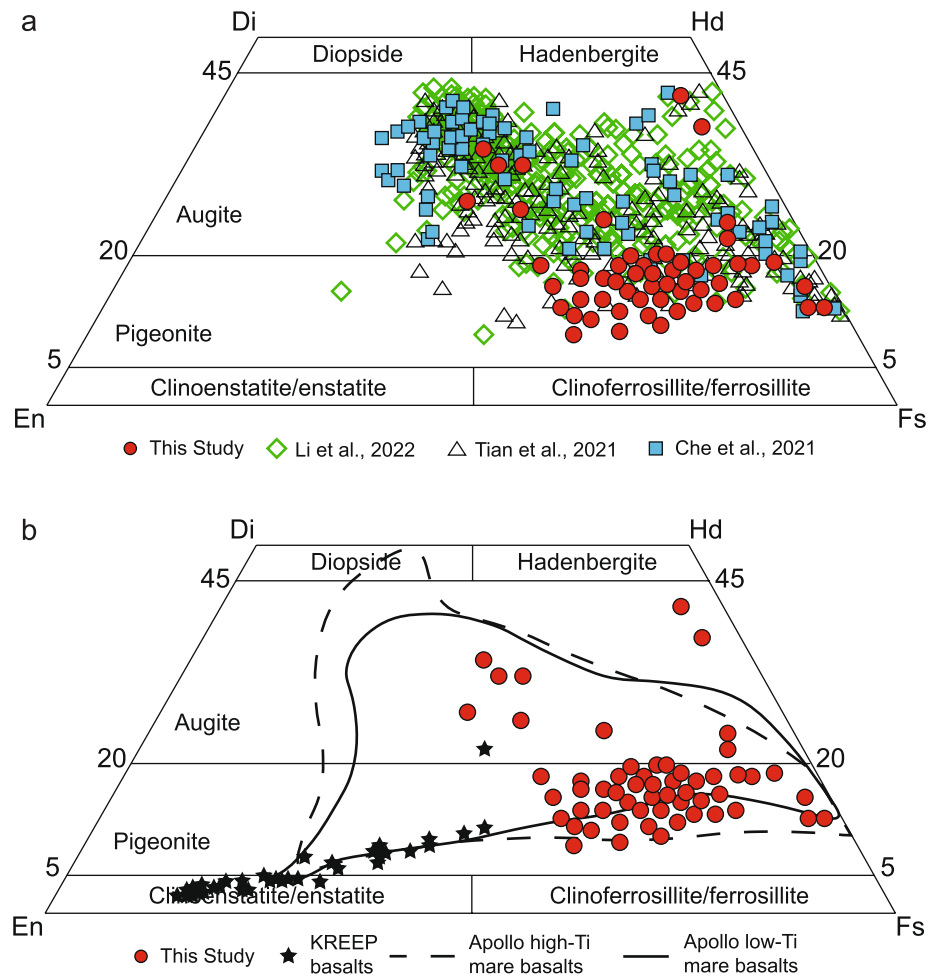 a
Di
Hd
Diopside
Hadenbergite
45
45
Augite
20
20
Pigeonite
5
5
Clinoenstatite/enstatite
Clinoferrosillite/ferrosillite
En
Fs
This Study
Li et al., 2022
Tian et al., 2021
Che et al., 2021
b
Di
Hd
Diopside
Hadenbergite
45
45
Augite
20
20
Pigeonite
5
5
Clinoenstatite/enstatite
Clinoferrosillite/ferrosillite
En
Fs
This Study
KREEP
basalts
Apollo high-Ti
mare basalts
Apollo low-Ti
mare basalts